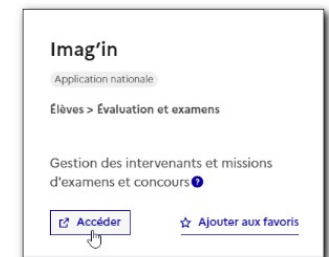 Imag’in
Application nationale
Élèves > Évaluation et examens
Gestion des intervenants et missions
d'examens et concours ?
Accéder
Ajouter aux favoris